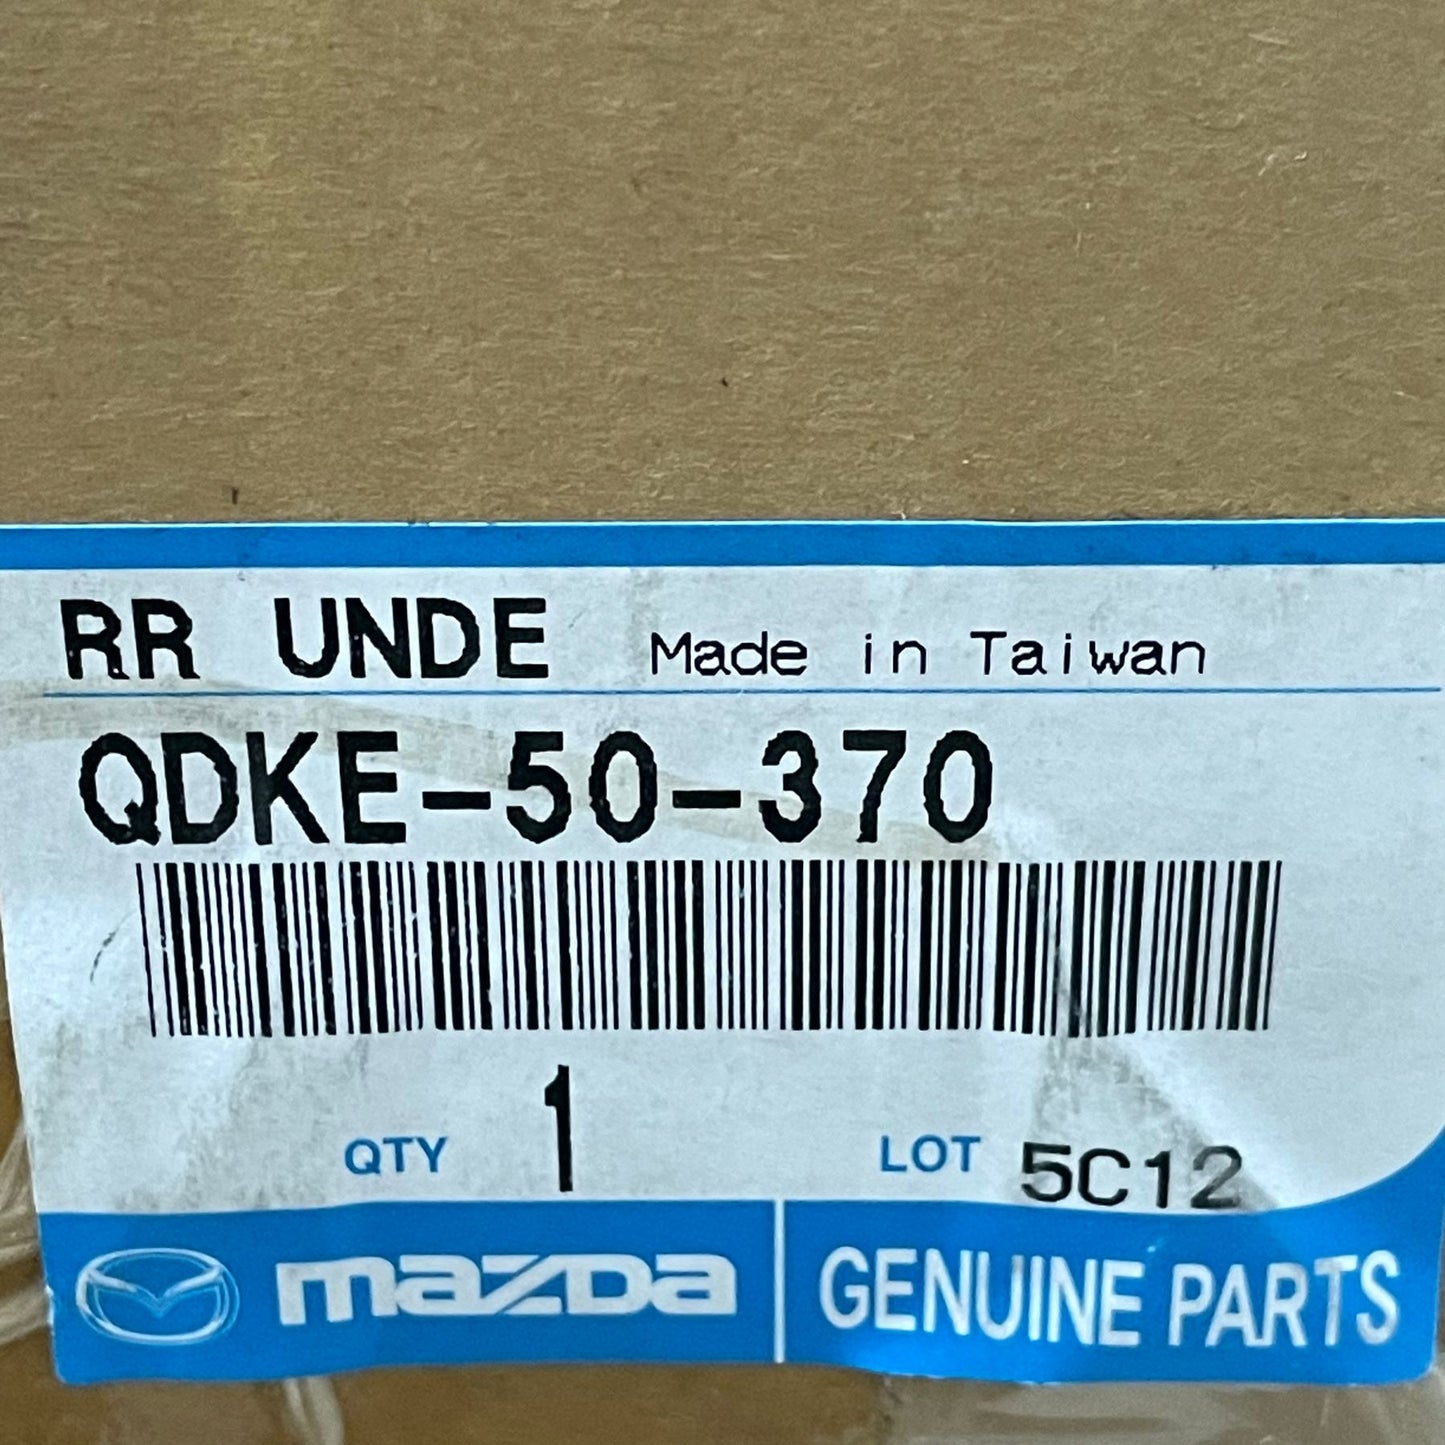 RR UNDE Made in Taiwan
QDKE-50-370
QTY 1 LOT 5C12
mazda GENUINE PARTS